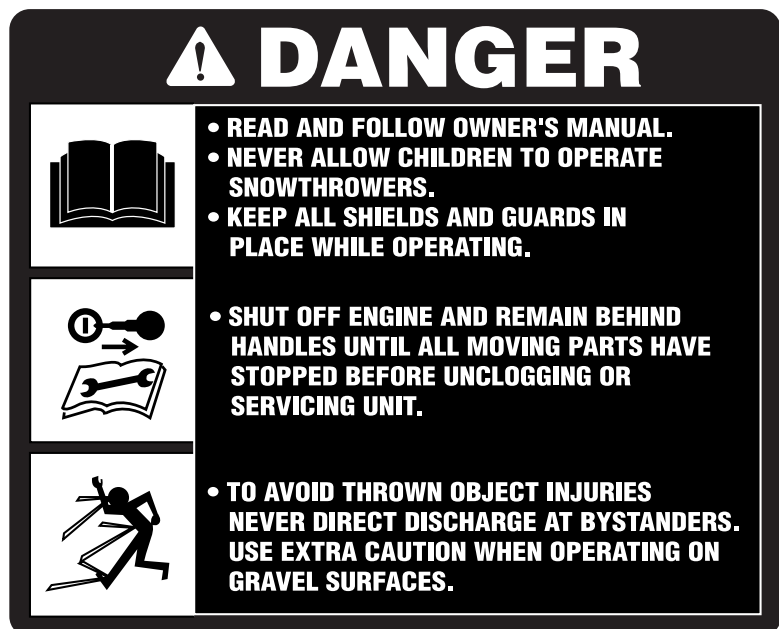 DANGER
• READ AND FOLLOW OWNER'S MANUAL.
• NEVER ALLOW CHILDREN TO OPERATE
SNOWTHROWERS.
• KEEP ALL SHIELDS AND GUARDS IN
PLACE WHILE OPERATING.
• SHUT OFF ENGINE AND REMAIN BEHIND
HANDLES UNTIL ALL MOVING PARTS HAVE
STOPPED BEFORE UNCLOGGING OR
SERVICING UNIT.
• TO AVOID THROWN OBJECT INJURIES
NEVER DIRECT DISCHARGE AT BYSTANDERS.
USE EXTRA CAUTION WHEN OPERATING ON
GRAVEL SURFACES.